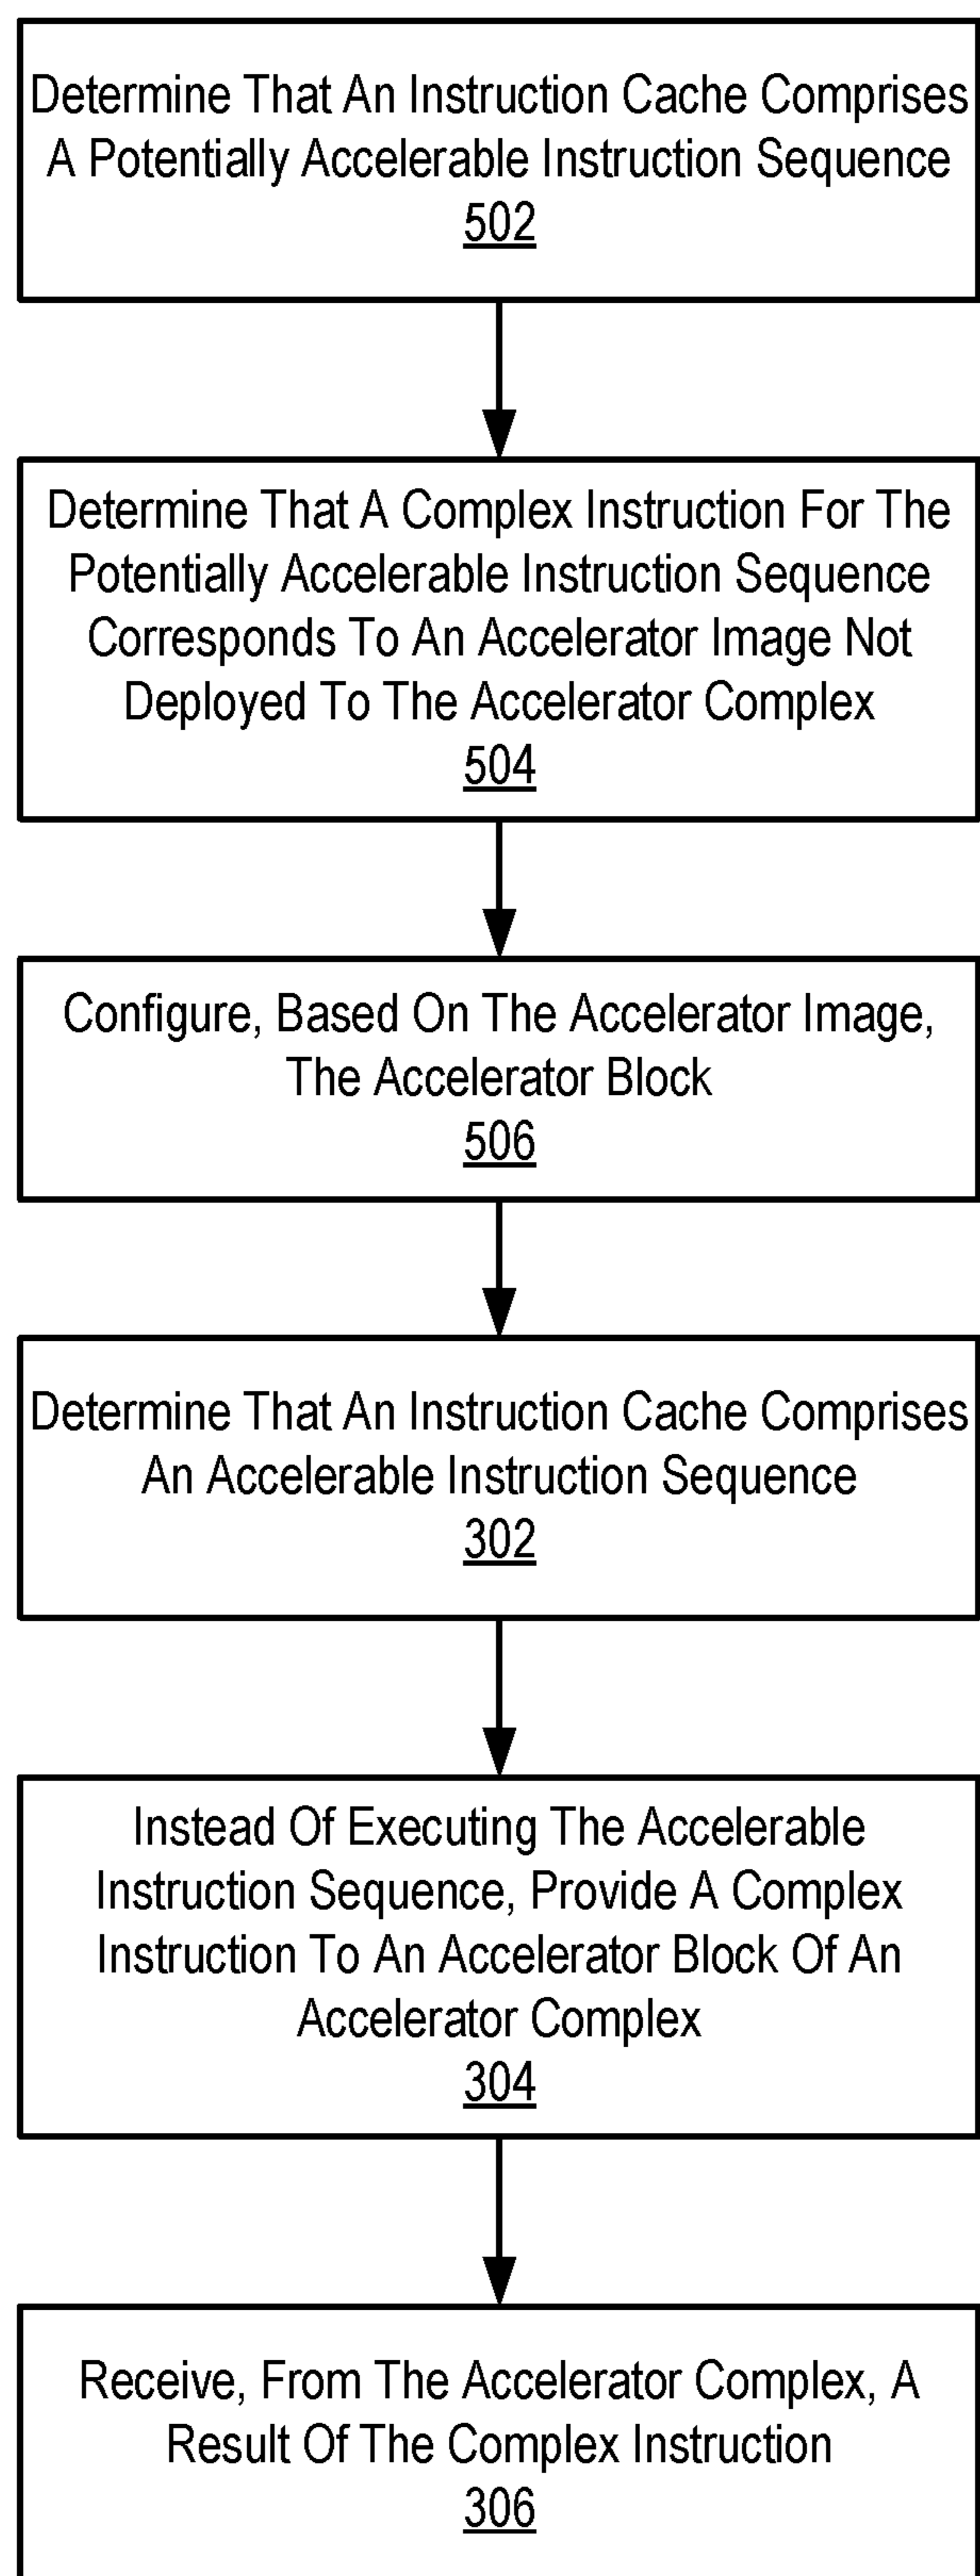 Determine That An Instruction Cache Comprises
A Potentially Accelerable Instruction Sequence
502
Determine That A Complex Instruction For The
Potentially Accelerable Instruction Sequence
Corresponds To An Accelerator Image Not
Deployed To The Accelerator Complex
504
Configure, Based On The Accelerator Image,
The Accelerator Block
506
Determine That An Instruction Cache Comprises
An Accelerable Instruction Sequence
302
Instead Of Executing The Accelerable
Instruction Sequence, Provide A Complex
Instruction To An Accelerator Block Of An
Accelerator Complex
304
Receive, From The Accelerator Complex, A
Result Of The Complex Instruction
306